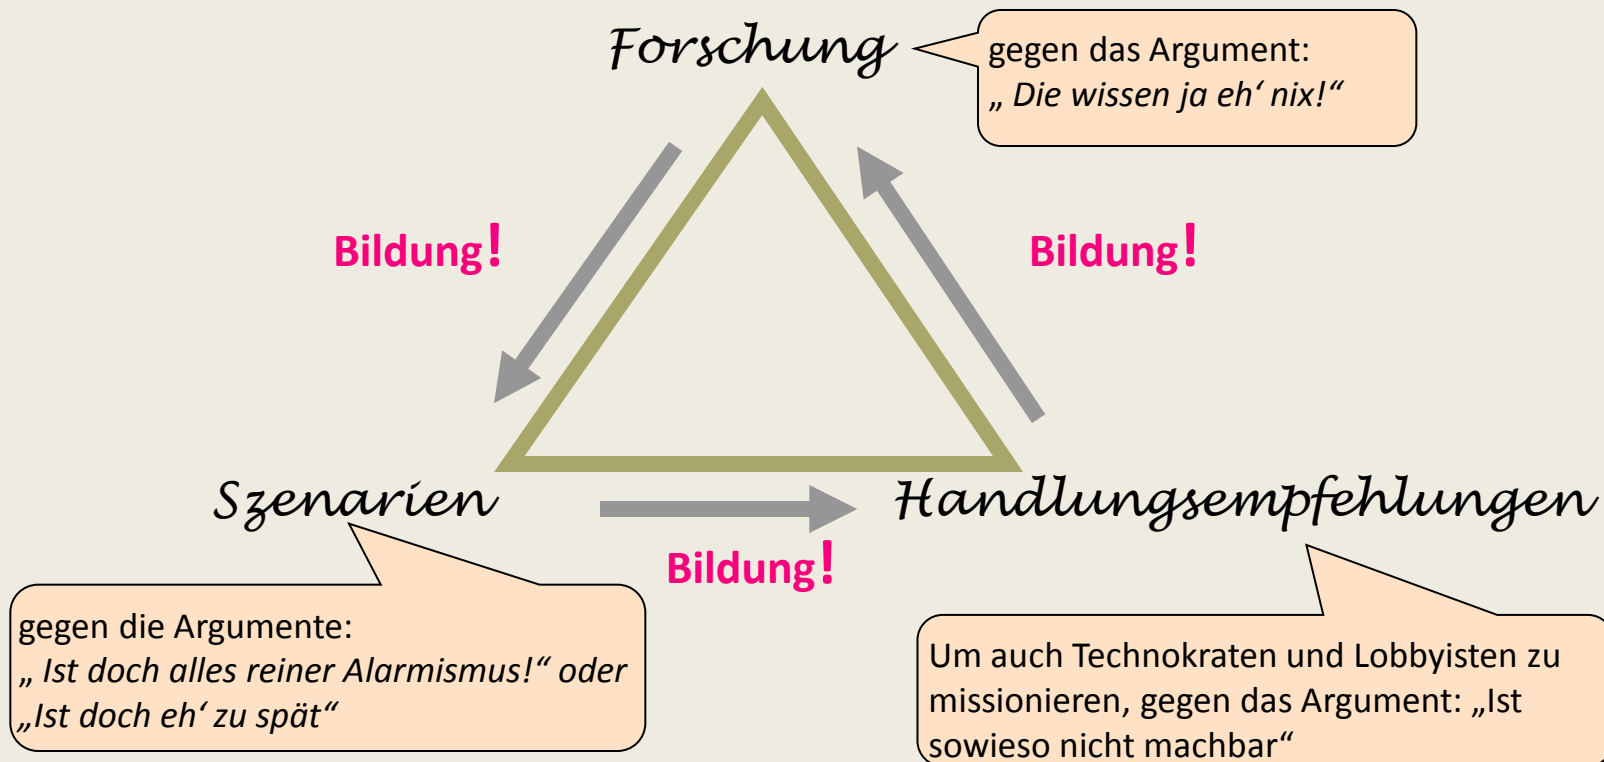 Forschung
gegen das Argument:
„ Die wissen ja eh‘ nix!“
Bildung!
Bildung!
Szenarien
Handlungsempfehlungen
Bildung!
gegen die Argumente:
„ Ist doch alles reiner Alarmismus!“ oder
„Ist doch eh‘ zu spät“
Um auch Technokraten und Lobbyisten zu
missionieren, gegen das Argument: „Ist
sowieso nicht machbar“